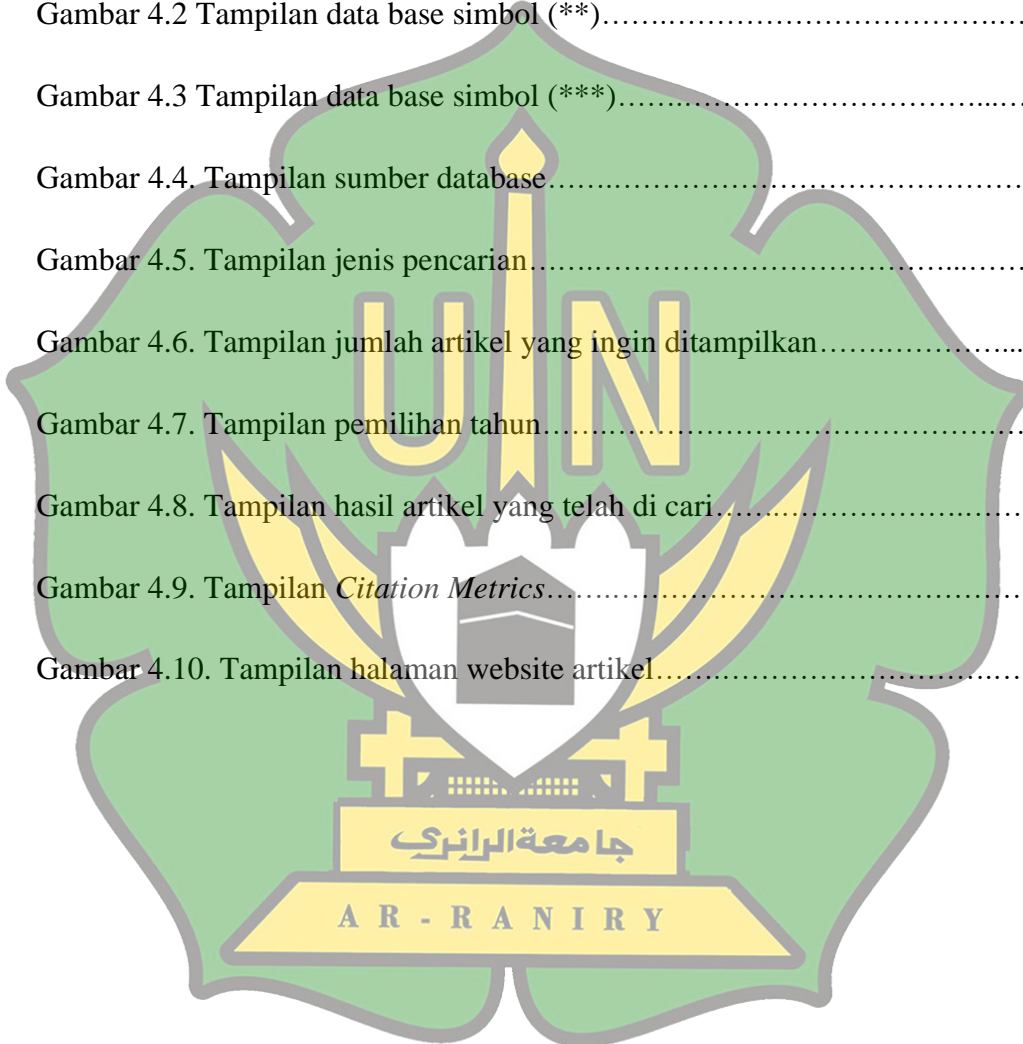 Gambar 4.2 Tampilan data base simbol (**)…….……………………………….…
Gambar 4.3 Tampilan data base simbol (***)…….……………………………...…
Gambar 4.4. Tampilan sumber database…….…………………………………………
Gambar 4.5. Tampilan jenis pencarian…….……………………………...……
Gambar 4.6. Tampilan jumlah artikel yang ingin ditampilkan…….…………...
Gambar 4.7. Tampilan pemilihan tahun…….…………………………………….…
Gambar 4.8. Tampilan hasil artikel yang telah di cari…….………………….……
Gambar 4.9. Tampilan Citation Metrics…….………………………………………
Gambar 4.10. Tampilan halaman website artikel…….……………………….…
UIN
جامعةالرانري
AR-RANIRY